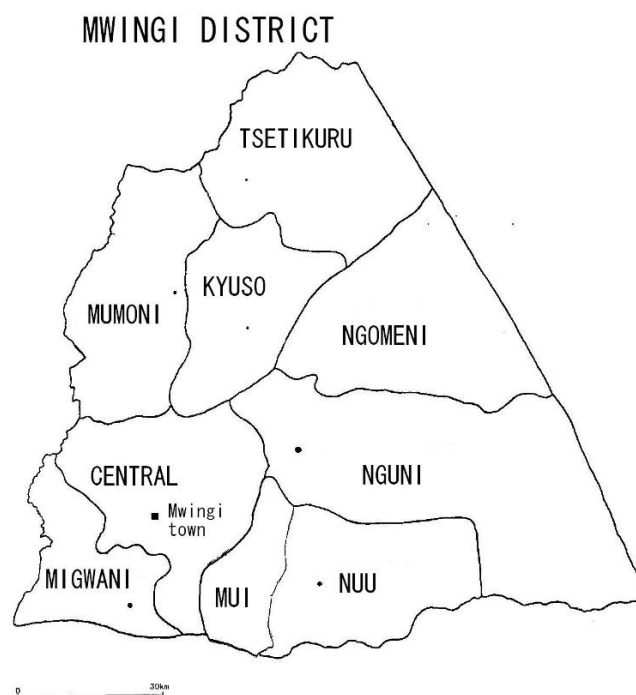 MWINGI DISTRICT
TSETIKURU
KYUSO
MUMONI
NGOMENI
CENTRAL
NGUNI
Mwingi
town
MIGWANI
MUI
NUU
0 30km